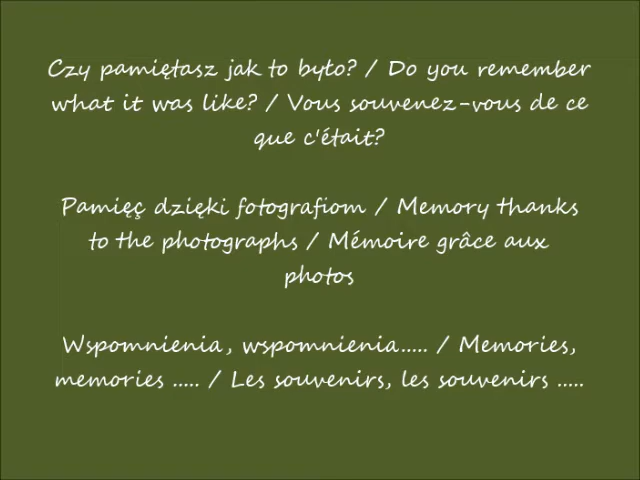 Czy pamiętasz jak to było? / Do you remember
what it was like? / Vous souvenez-vous de ce
que c'était?
Pamięç dzięki fotografiom / Memory thanks
to the photographs / Mémoire grâce aux
photos
Wspomnienia, wspomnienia..... / Memories,
memories ..... / Les souvenirs, les souvenirs .....